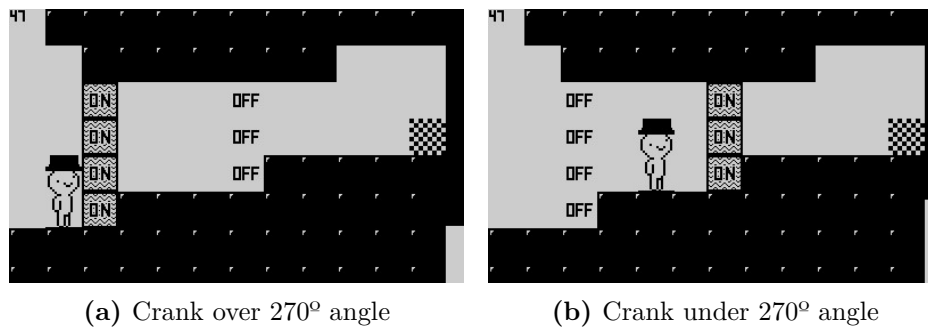 47
47
ON OFF
OFF
ON
ON OFF
OFF
ON
ON OFF
OFF
ON
ON
OFF
(a) Crank over 270º angle
(b) Crank under 270º angle